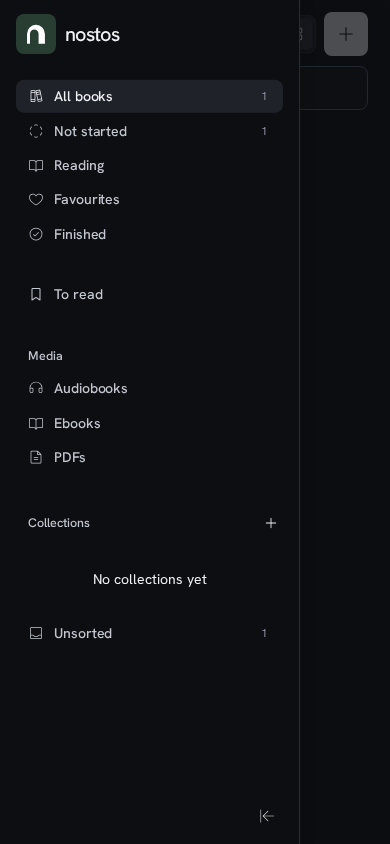 nostos
All books 1
Not started 1
Reading
Favourites
Finished
To read
Media
Audiobooks
Ebooks
PDFs
Collections
No collections yet
Unsorted 1